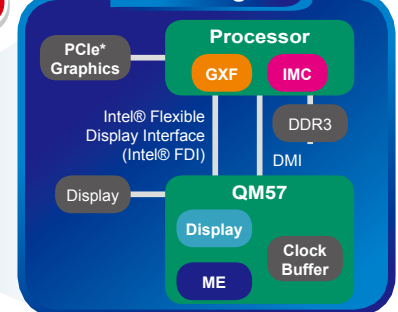 Processor
PCIe*
Graphics
GXF
IMC
Intel® Flexible
Display Interface
(Intel® FDI)
DDR3
DMI
Display
QM57
Display
Clock
Buffer
ME